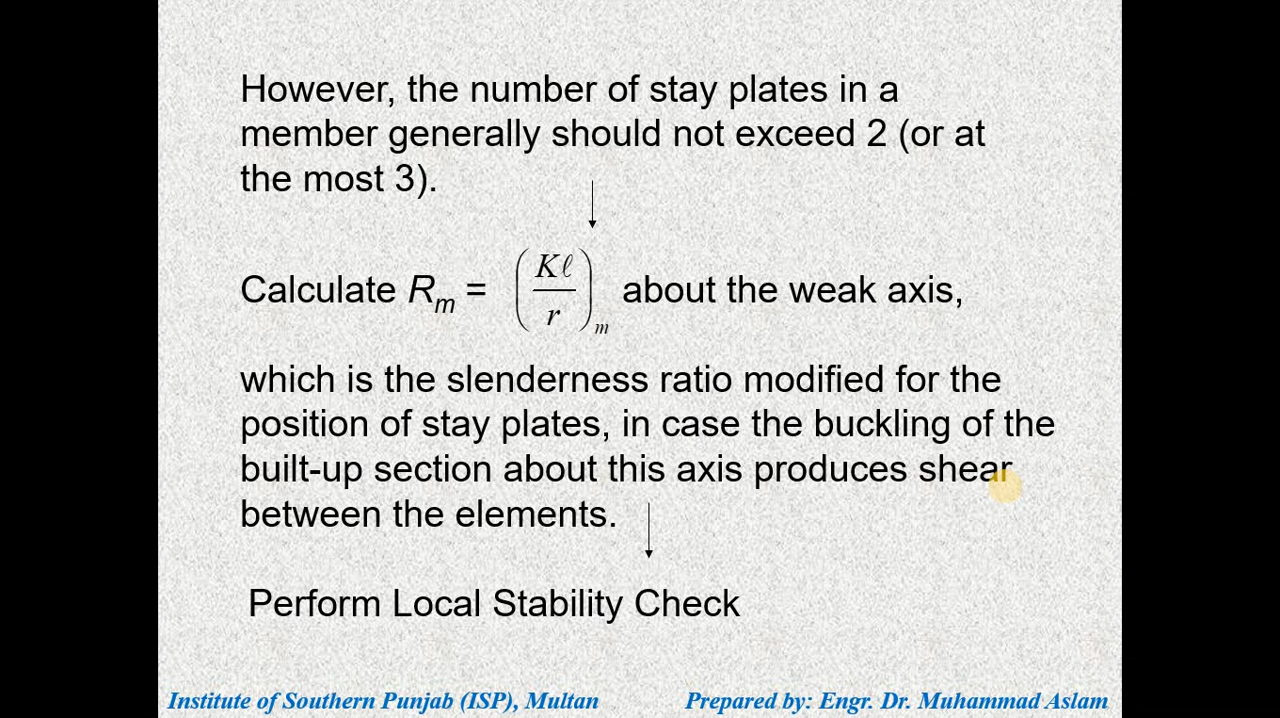 However, the number of stay plates in a
member generally should not exceed 2 (or at
the most 3).
Calculate Rₘ = (Kℓ/r)ₘ about the weak axis,
which is the slenderness ratio modified for the
position of stay plates, in case the buckling of the
built-up section about this axis produces shear
between the elements.
Perform Local Stability Check
Institute of Southern Punjab (ISP), Multan Prepared by: Engr. Dr. Muhammad Aslam